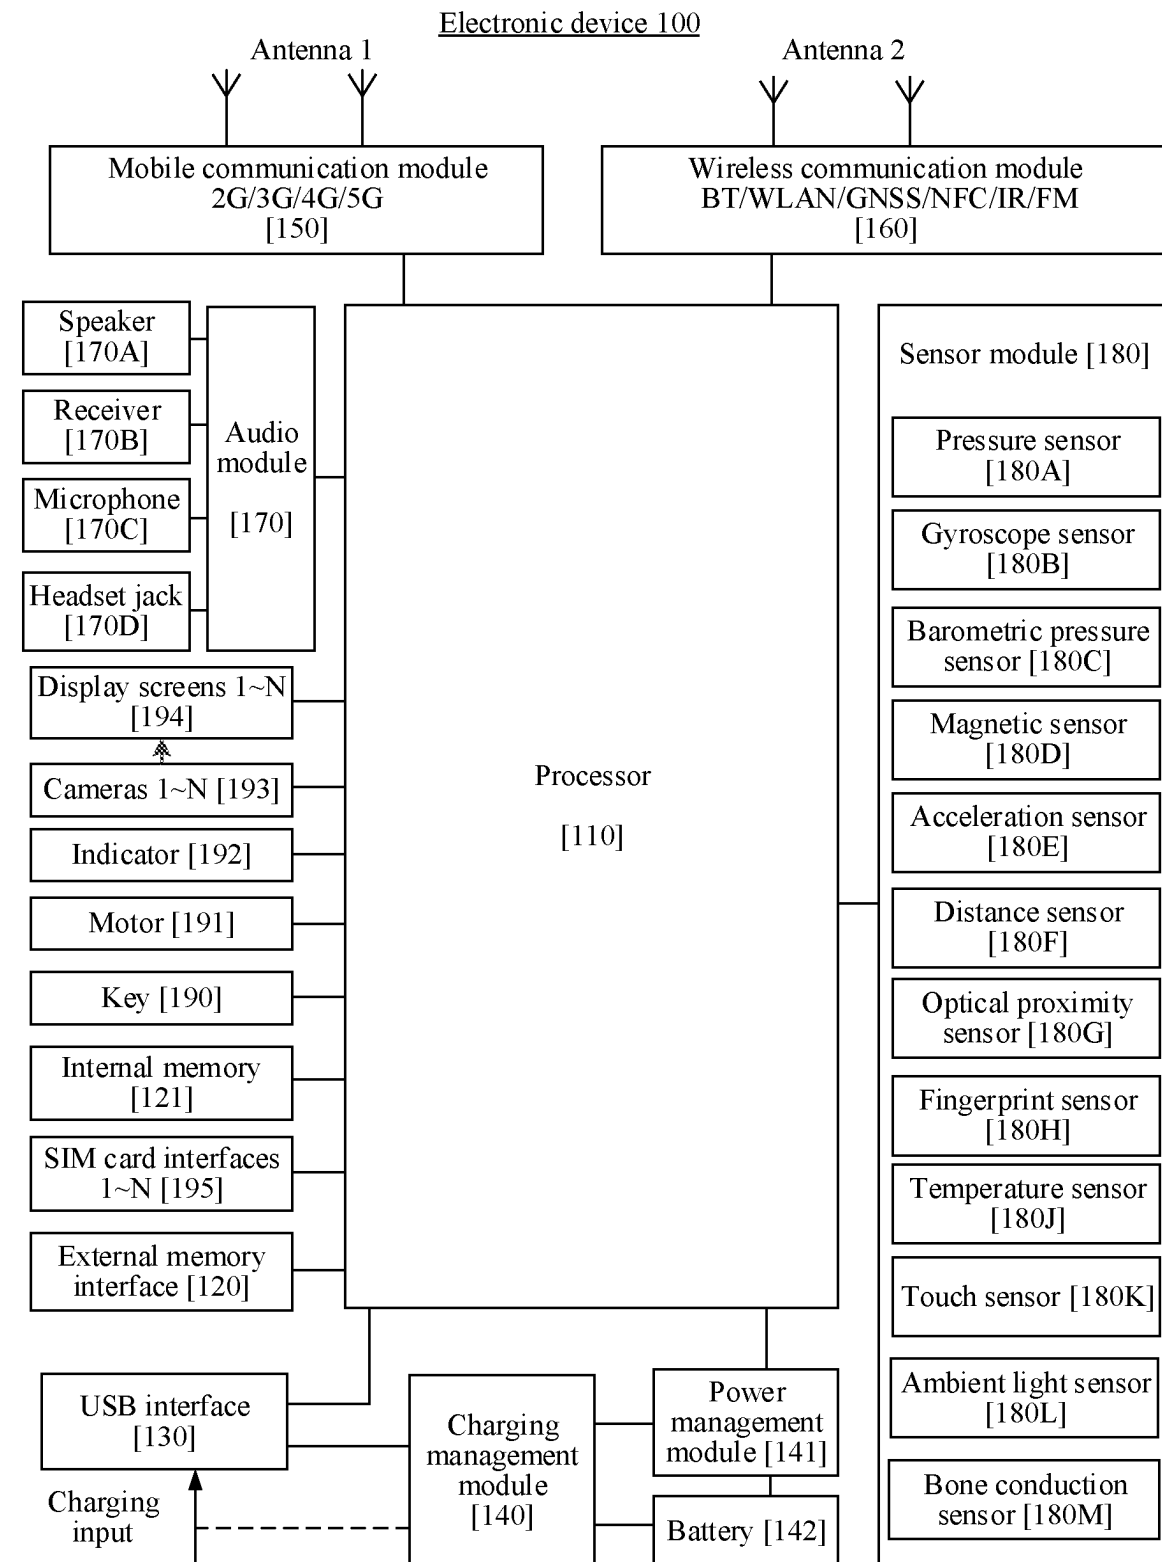 Electronic device 100
Antenna 1
Antenna 2
Mobile communication module
2G/3G/4G/5G
[150]
Wireless communication module
BT/WLAN/GNSS/NFC/IR/FM
[160]
Speaker
[170A]
Receiver
[170B]
Microphone
[170C]
Headset jack
[170D]
Audio
module
[170]
Display screens 1~N
[194]
Cameras 1~N [193]
Indicator [192]
Motor [191]
Key [190]
Internal memory
[121]
SIM card interfaces
1~N [195]
External memory
interface [120]
Processor
[110]
Sensor module [180]
Pressure sensor
[180A]
Gyroscope sensor
[180B]
Barometric pressure
sensor [180C]
Magnetic sensor
[180D]
Acceleration sensor
[180E]
Distance sensor
[180F]
Optical proximity
sensor [180G]
Fingerprint sensor
[180H]
Temperature sensor
[180J]
Touch sensor [180K]
Ambient light sensor
[180L]
Bone conduction
sensor [180M]
USB interface
[130]
Charging
input
Charging
management
module
[140]
Power
management
module [141]
Battery [142]